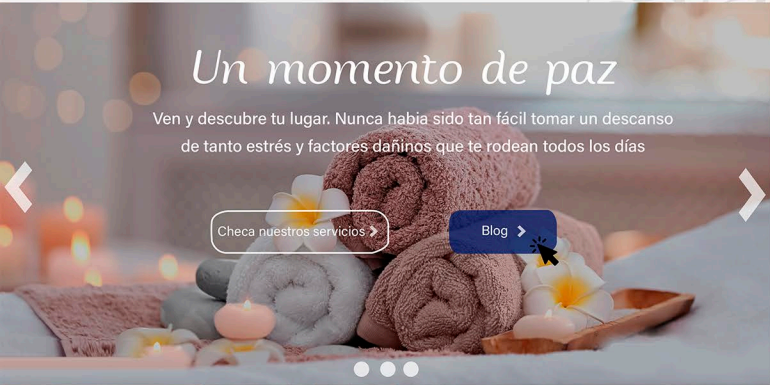 Un momento de paz
Ven y descubre tu lugar. Nunca habia sido tan fácil tomar un descanso
de tanto estrés y factores dañinos que te rodean todos los días
Checa nuestros servicios
Blog